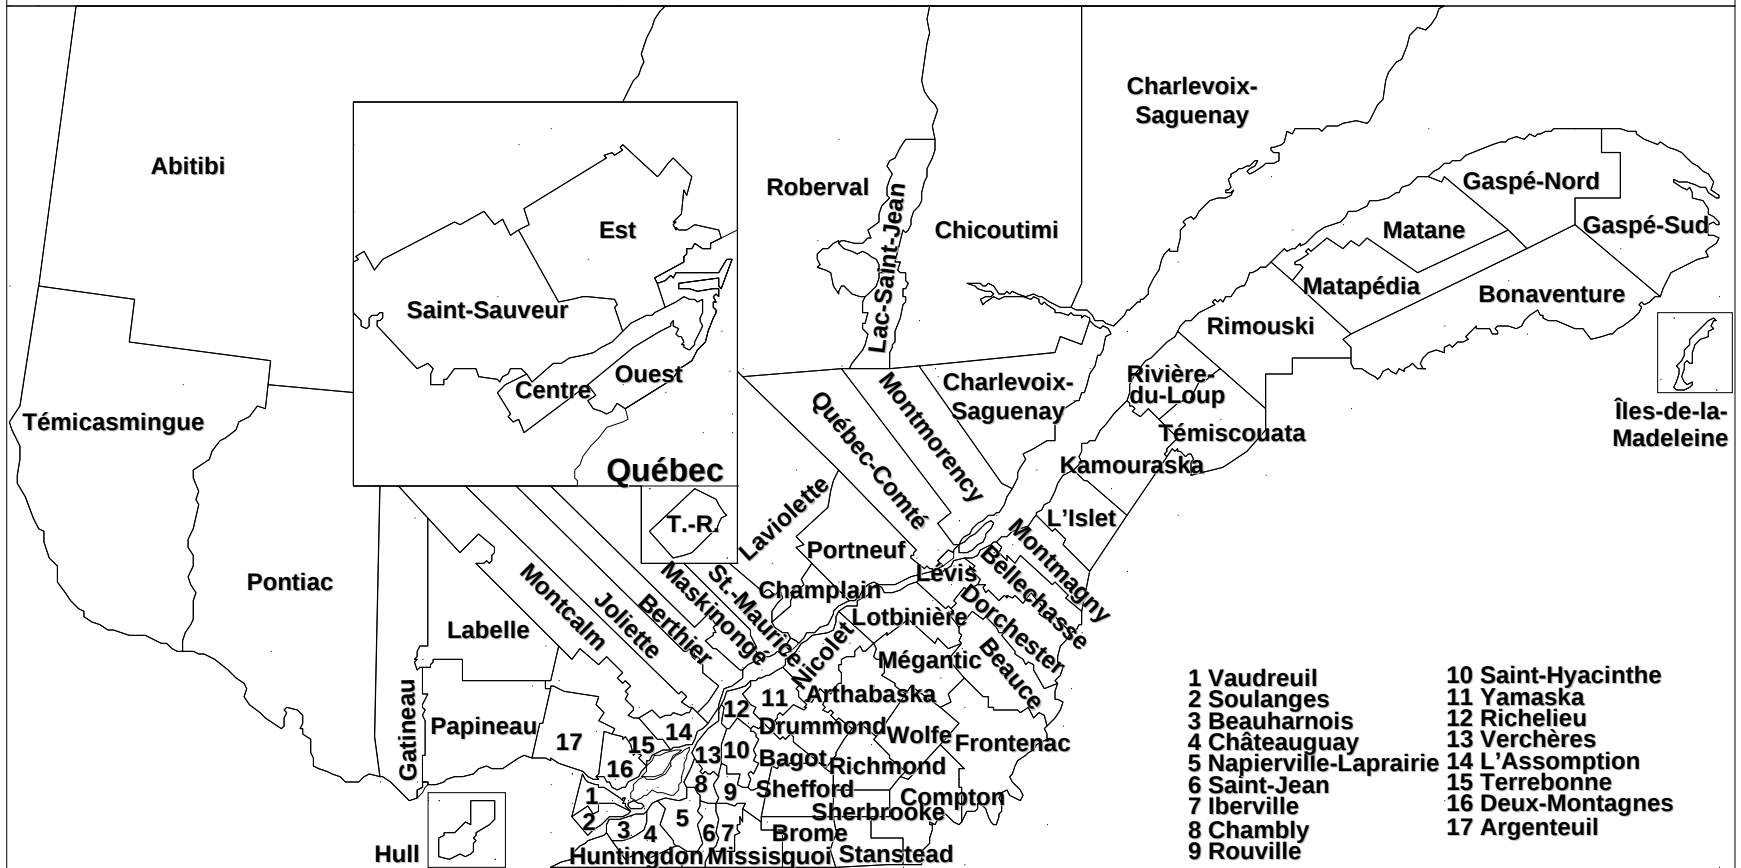 Charlevoix-
Saguenay
Abitibi
Roberval
Lac-Saint-Jean
Chicoutimi
Gaspé-Nord
Matane
Gaspé-Sud
Est
Matapédia
Bonaventure
Saint-Sauveur
Rimouski
Centre
Ouest
Charlevoix-
Saguenay
Rivière-
du-Loup
Témicasmingue
Québec-Comté
Montmorency
Îles-de-la-
Madeleine
Témiscouata
Kamouraska
Québec
L’Islet
T.-R.
Laviolette
Portneuf
Montmagny
Pontiac
Champlain
Lévis
Bellechasse
Dorchester
Lotbinière
Labelle
Montcalm
Joliette
Berthier
Maskinongé
St.-Maurice
Nicolet
Mégantic
Beauce
Arthabaska
Gatineau
Papineau
17
16
15
14
13
12
11
10
Drummond
Wolfe
Frontenac
Bagot
Richmond
1
2
3
4
5
6
7
8
9
Shefford
Compton
Sherbrooke
Brome
Hull
Huntingdon
Missisquoi
Stanstead
1 Vaudreuil
2 Soulanges
3 Beauharnois
4 Châteauguay
5 Napierville-Laprairie
6 Saint-Jean
7 Iberville
8 Chambly
9 Rouville
10 Saint-Hyacinthe
11 Yamaska
12 Richelieu
13 Verchères
14 L’Assomption
15 Terrebonne
16 Deux-Montagnes
17 Argenteuil